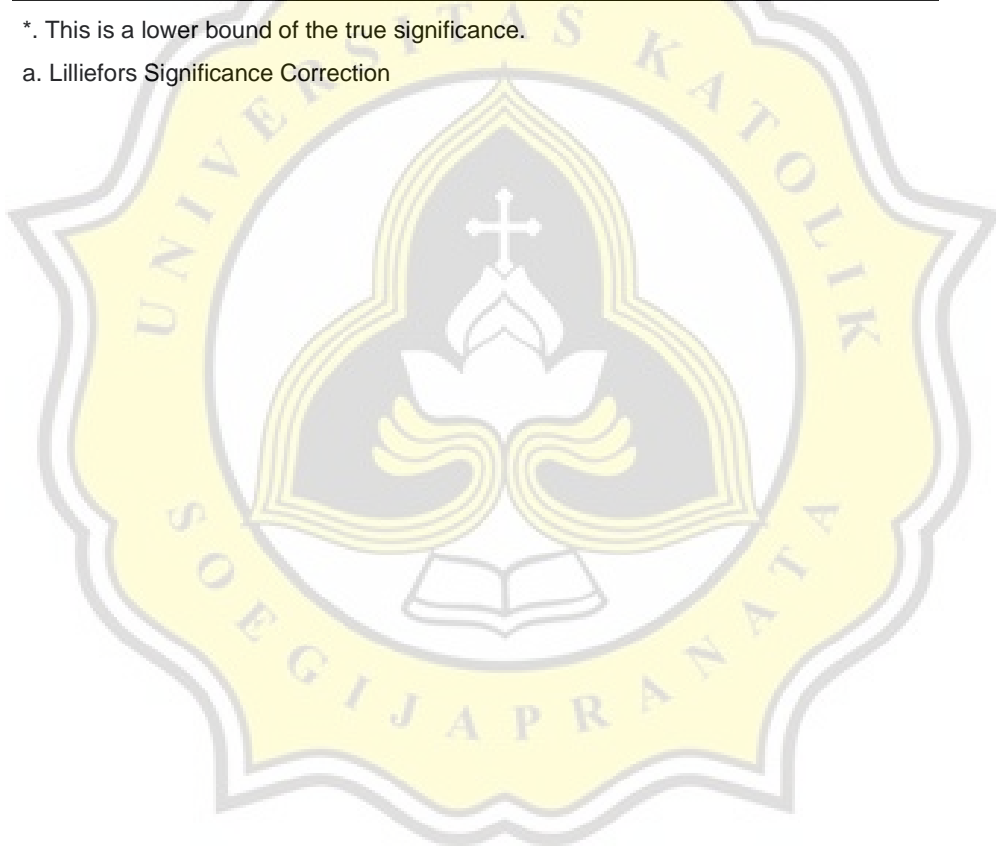 *. This is a lower bound of the true significance.
a. Lilliefors Significance Correction
UNIVERSITAS KATOLIK
SOEGIJAPRANATA